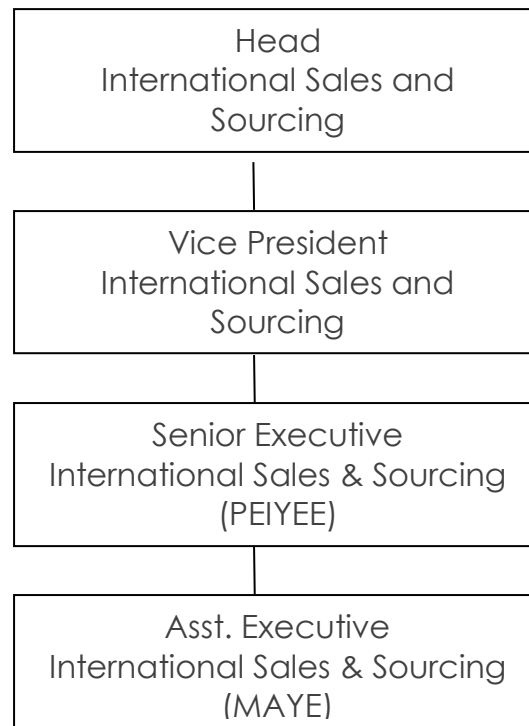 Head
International Sales and
Sourcing
Vice President
International Sales and
Sourcing
Senior Executive
International Sales & Sourcing
(PEIYEE)
Asst. Executive
International Sales & Sourcing
(MAYE)